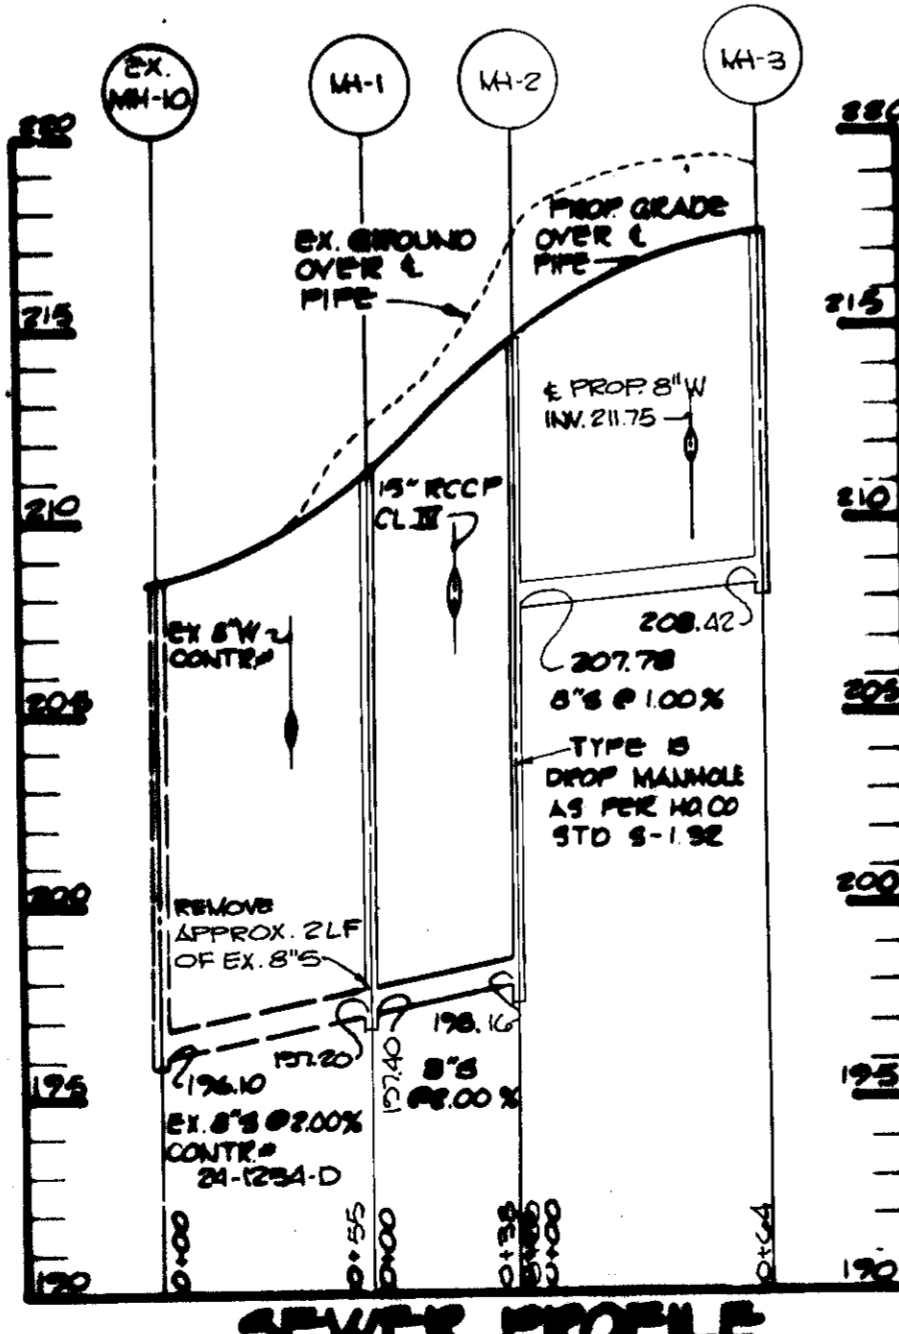 EX.
MH-10
MH-1
MH-2
MH-3
220
220
EX. GROUND
OVER ℄
PIPE
PROP. GRADE
OVER ℄
PIPE
215
215
℄ PROP. 8"W
INV. 211.75
15" RCCP
CL. IV
210
210
EX 8"W
CONTR.#
208.42
207.78
8"S @ 1.00%
205
205
TYPE B
DROP MANHOLE
AS PER HO.CO
STD S-1.32
200
200
REMOVE
APPROX. 2LF
OF EX. 8"S
198.16
197.20
197.40
196.10
8"S
@2.00%
195
195
EX. 8"S @2.00%
CONTR.#
24-1234-D
0+00
0+55
0+00
0+38
0+00
0+64
190
190
SEWER PROFILE